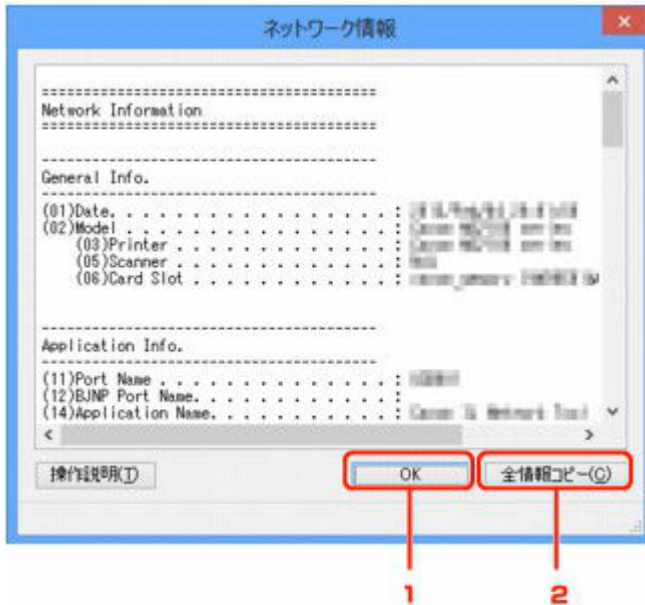 ネットワーク情報
=======================================
Network Information
=======================================
---------------------------------------
General Info.
---------------------------------------
(01)Date. . . . . . . . . . . . . . . . :
(02)Model . . . . . . . . . . . . . . . :
(03)Printer . . . . . . . . . . . . . :
(05)Scanner . . . . . . . . . . . . . :
(06)Card Slot . . . . . . . . . . . . :
---------------------------------------
Application Info.
---------------------------------------
(11)Port Name . . . . . . . . . . . . . :
(12)BJNP Port Name. . . . . . . . . . . :
(14)Application Name. . . . . . . . . . :
操作説明(T) OK 全情報コピー(C)
1 2